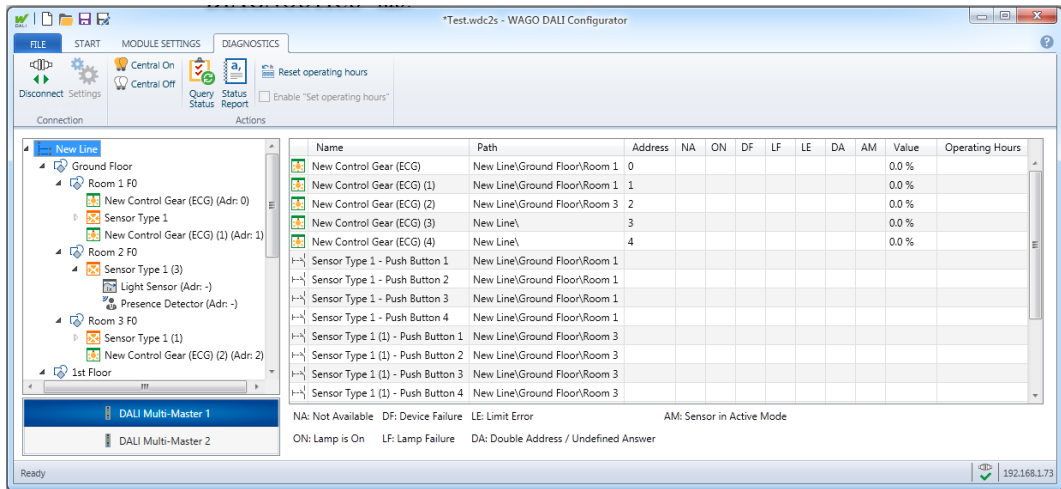 *Test.wdc2s - WAGO DALI Configurator
DALI
FILE START MODULE SETTINGS DIAGNOSTICS
Disconnect Settings
Connection
Central On
Central Off
Query Status
Status Report
Reset operating hours
Enable "Set operating hours"
Actions
New Line
Ground Floor
Room 1 F0
New Control Gear (ECG) (Adr: 0)
Sensor Type 1
New Control Gear (ECG) (1) (Adr: 1)
Room 2 F0
Sensor Type 1 (3)
Light Sensor (Adr: -)
Presence Detector (Adr: -)
Room 3 F0
Sensor Type 1 (1)
New Control Gear (ECG) (2) (Adr: 2)
1st Floor
DALI Multi-Master 1
DALI Multi-Master 2
Name Path Address NA ON DF LF LE DA AM Value Operating Hours
New Control Gear (ECG) New Line\Ground Floor\Room 1 0 0.0 %
New Control Gear (ECG) (1) New Line\Ground Floor\Room 1 1 0.0 %
New Control Gear (ECG) (2) New Line\Ground Floor\Room 3 2 0.0 %
New Control Gear (ECG) (3) New Line\ 3 0.0 %
New Control Gear (ECG) (4) New Line\ 4 0.0 %
Sensor Type 1 - Push Button 1 New Line\Ground Floor\Room 1
Sensor Type 1 - Push Button 2 New Line\Ground Floor\Room 1
Sensor Type 1 - Push Button 3 New Line\Ground Floor\Room 1
Sensor Type 1 - Push Button 4 New Line\Ground Floor\Room 1
Sensor Type 1 (1) - Push Button 1 New Line\Ground Floor\Room 3
Sensor Type 1 (1) - Push Button 2 New Line\Ground Floor\Room 3
Sensor Type 1 (1) - Push Button 3 New Line\Ground Floor\Room 3
Sensor Type 1 (1) - Push Button 4 New Line\Ground Floor\Room 3
NA: Not Available DF: Device Failure LE: Limit Error AM: Sensor in Active Mode
ON: Lamp is On LF: Lamp Failure DA: Double Address / Undefined Answer
Ready 192.168.1.73